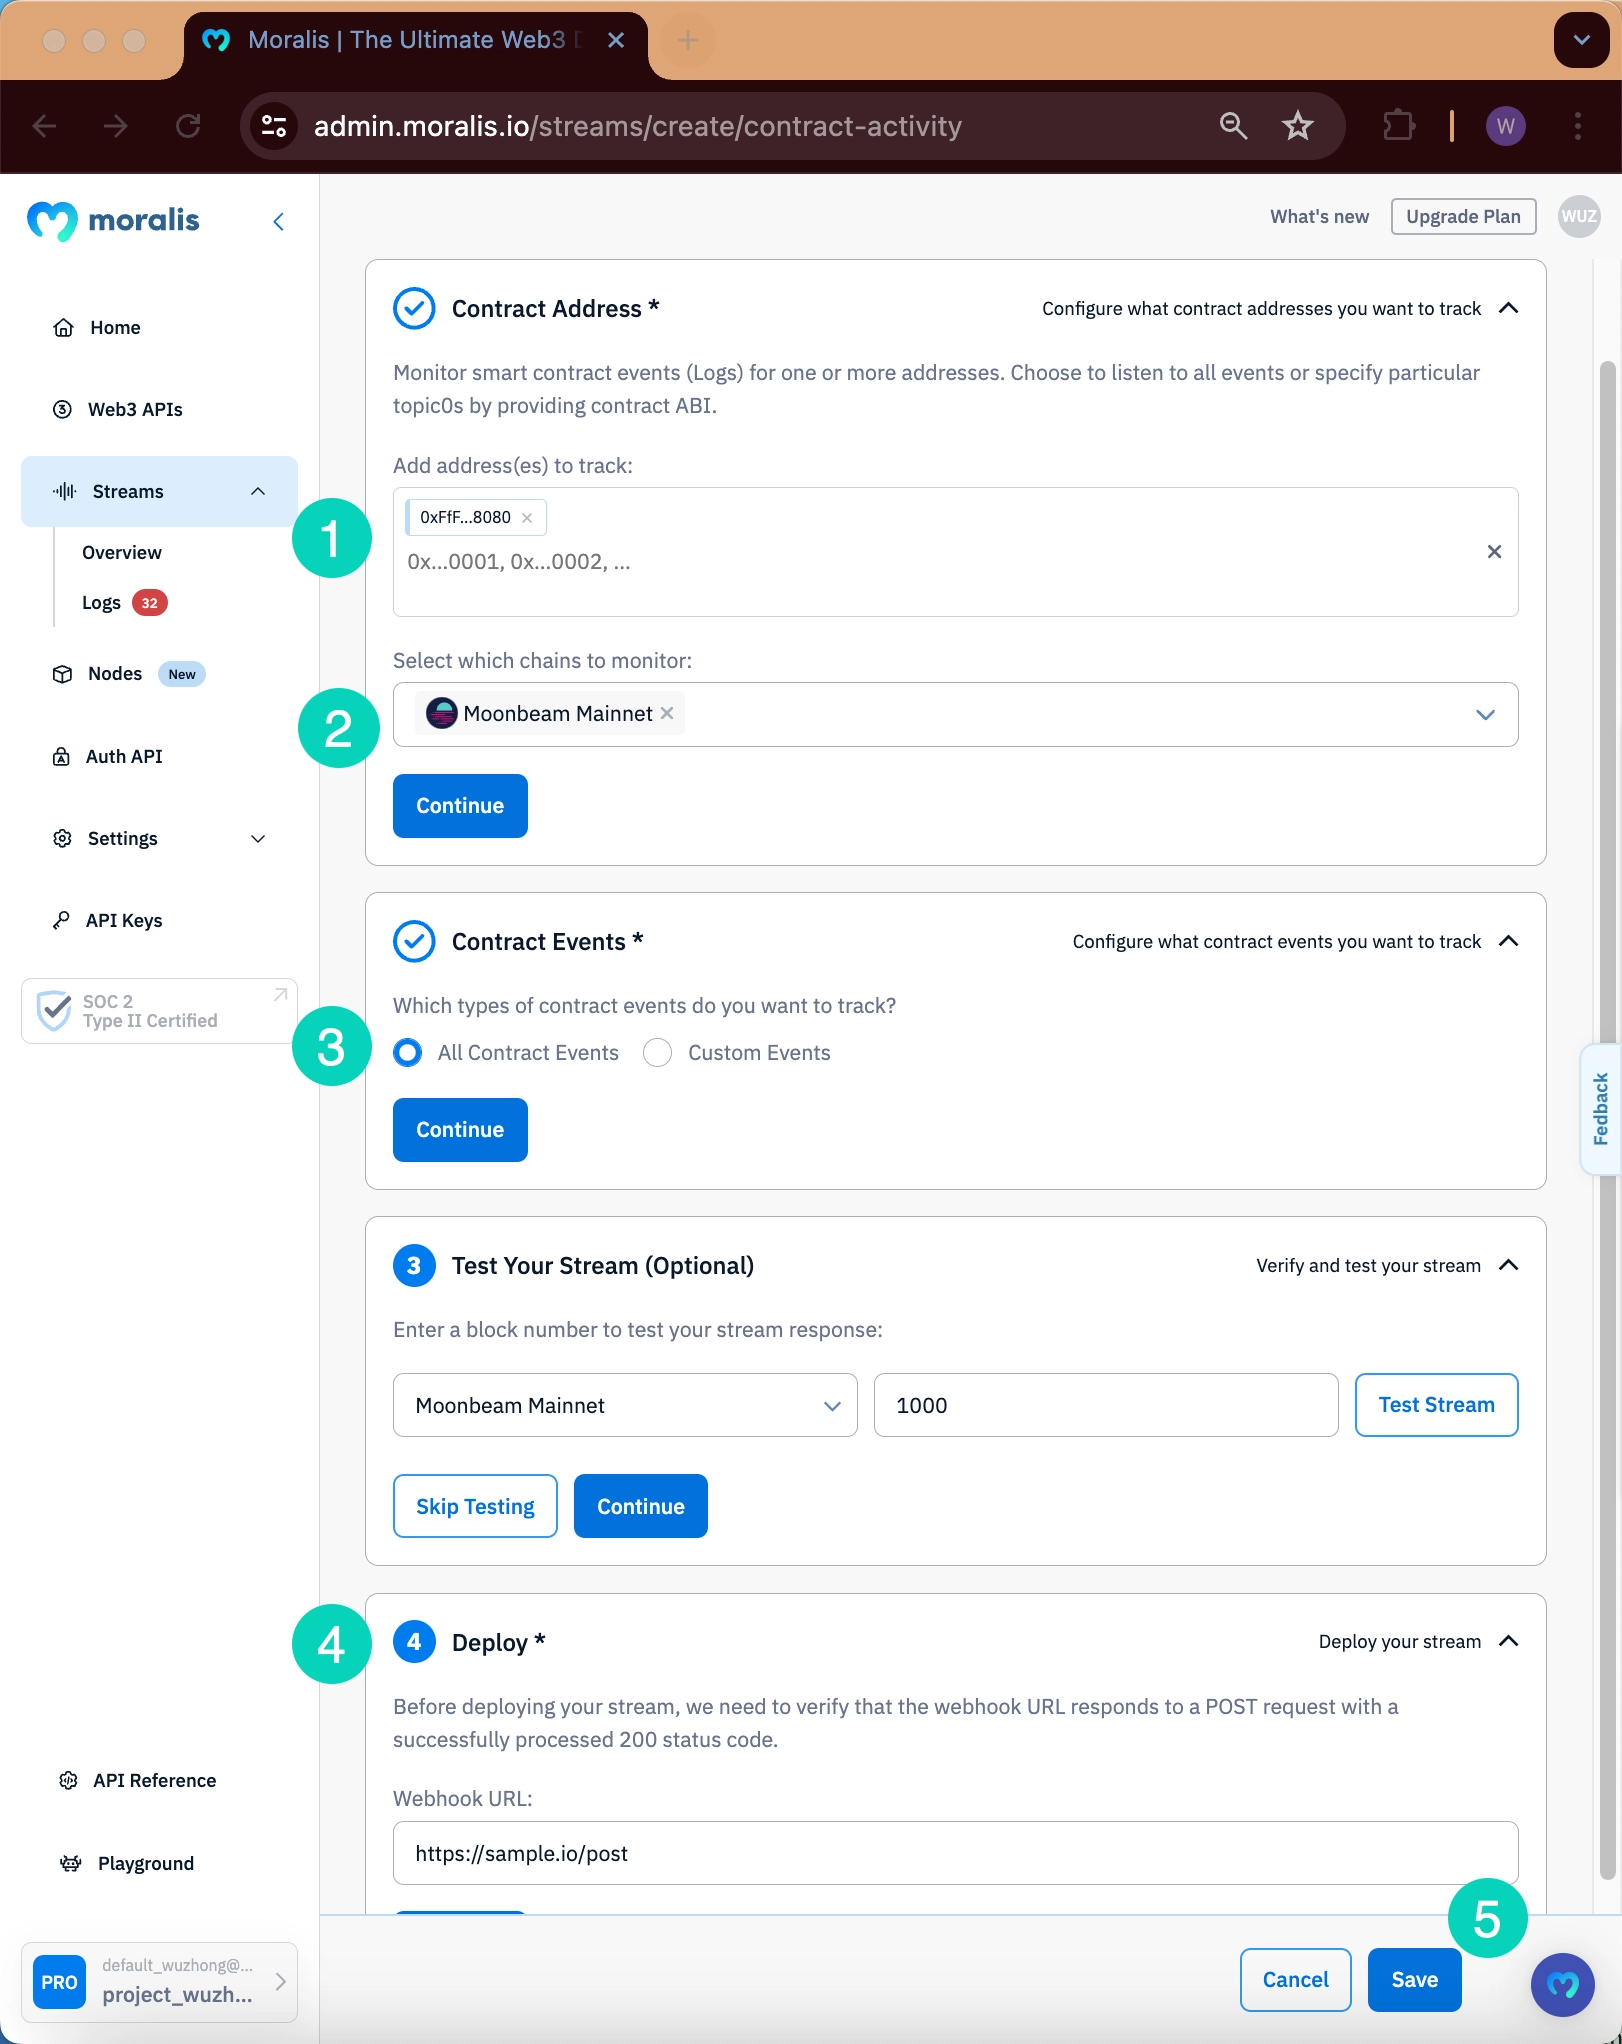 Moralis | The Ultimate Web3
admin.moralis.io/streams/create/contract-activity
W
moralis
What's new
Upgrade Plan
WUZ
Home
Web3 APIs
Streams
Overview
Logs 32
Nodes New
Auth API
Settings
API Keys
SOC 2
Type II Certified
API Reference
Playground
PRO
default_wuzhong@...
project_wuzh...
Contract Address *
Configure what contract addresses you want to track
Monitor smart contract events (Logs) for one or more addresses. Choose to listen to all events or specify particular
topic0s by providing contract ABI.
Add address(es) to track:
1
0xFfF...8080
0x...0001, 0x...0002, ...
Select which chains to monitor:
2
Moonbeam Mainnet
Continue
Contract Events *
Configure what contract events you want to track
Which types of contract events do you want to track?
3
All Contract Events
Custom Events
Continue
Feedback
3
Test Your Stream (Optional)
Verify and test your stream
Enter a block number to test your stream response:
Moonbeam Mainnet
1000
Test Stream
Skip Testing
Continue
4
4
Deploy *
Deploy your stream
Before deploying your stream, we need to verify that the webhook URL responds to a POST request with a
successfully processed 200 status code.
Webhook URL:
https://sample.io/post
5
Cancel
Save